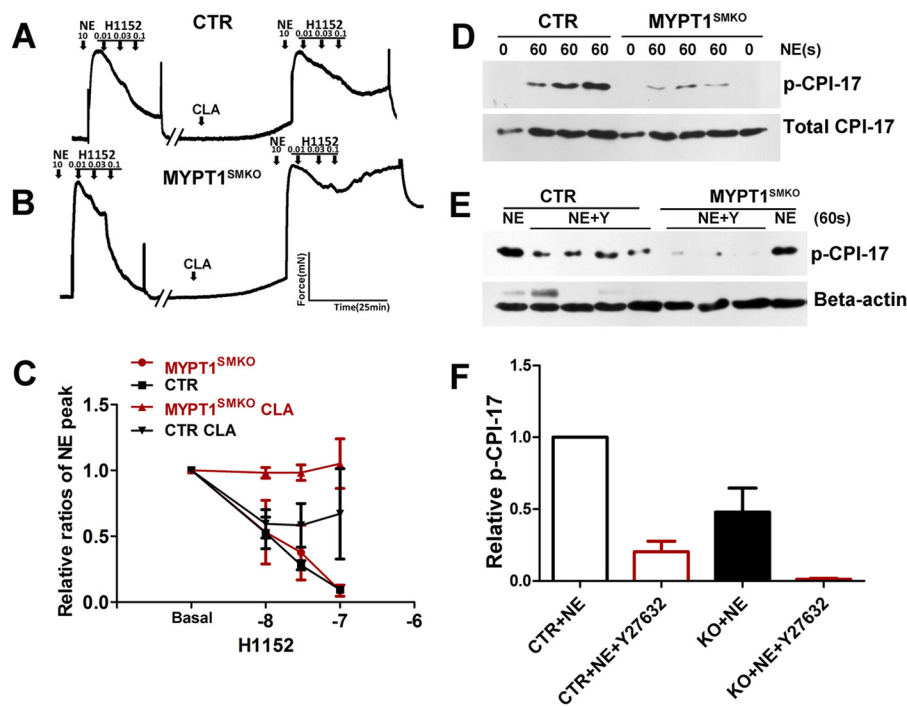 A
CTR
NE H1152
10 0.01 0.03 0.1
CLA
NE H1152
10 0.01 0.03 0.1
B
MYPT1SMKO
NE H1152
10 0.01 0.03 0.1
CLA
NE H1152
10 0.01 0.03 0.1
Force(mN)
Time(25min)
C
MYPT1SMKO
CTR
MYPT1SMKO CLA
CTR CLA
Relative ratios of NE peak
1.5
1.0
0.5
0.0
Basal -8 -7 -6
H1152
D
CTR MYPT1SMKO
0 60 60 60 0 60 60 60 0 NE(s)
p-CPI-17
Total CPI-17
E
CTR MYPT1SMKO
NE NE+Y NE+Y NE (60s)
p-CPI-17
Beta-actin
F
Relative p-CPI-17
1.5
1.0
0.5
0.0
CTR+NE
CTR+NE+Y27632
KO+NE
KO+NE+Y27632